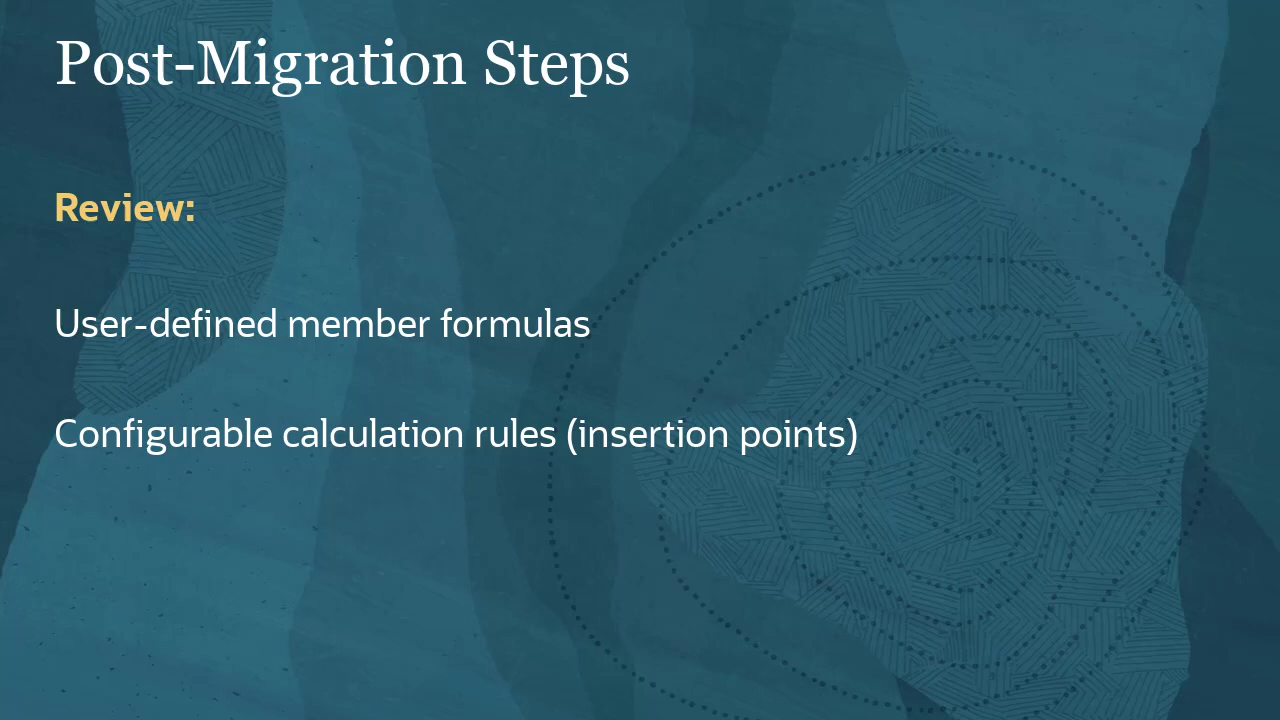 Post-Migration Steps
Review:
User-defined member formulas
Configurable calculation rules (insertion points)